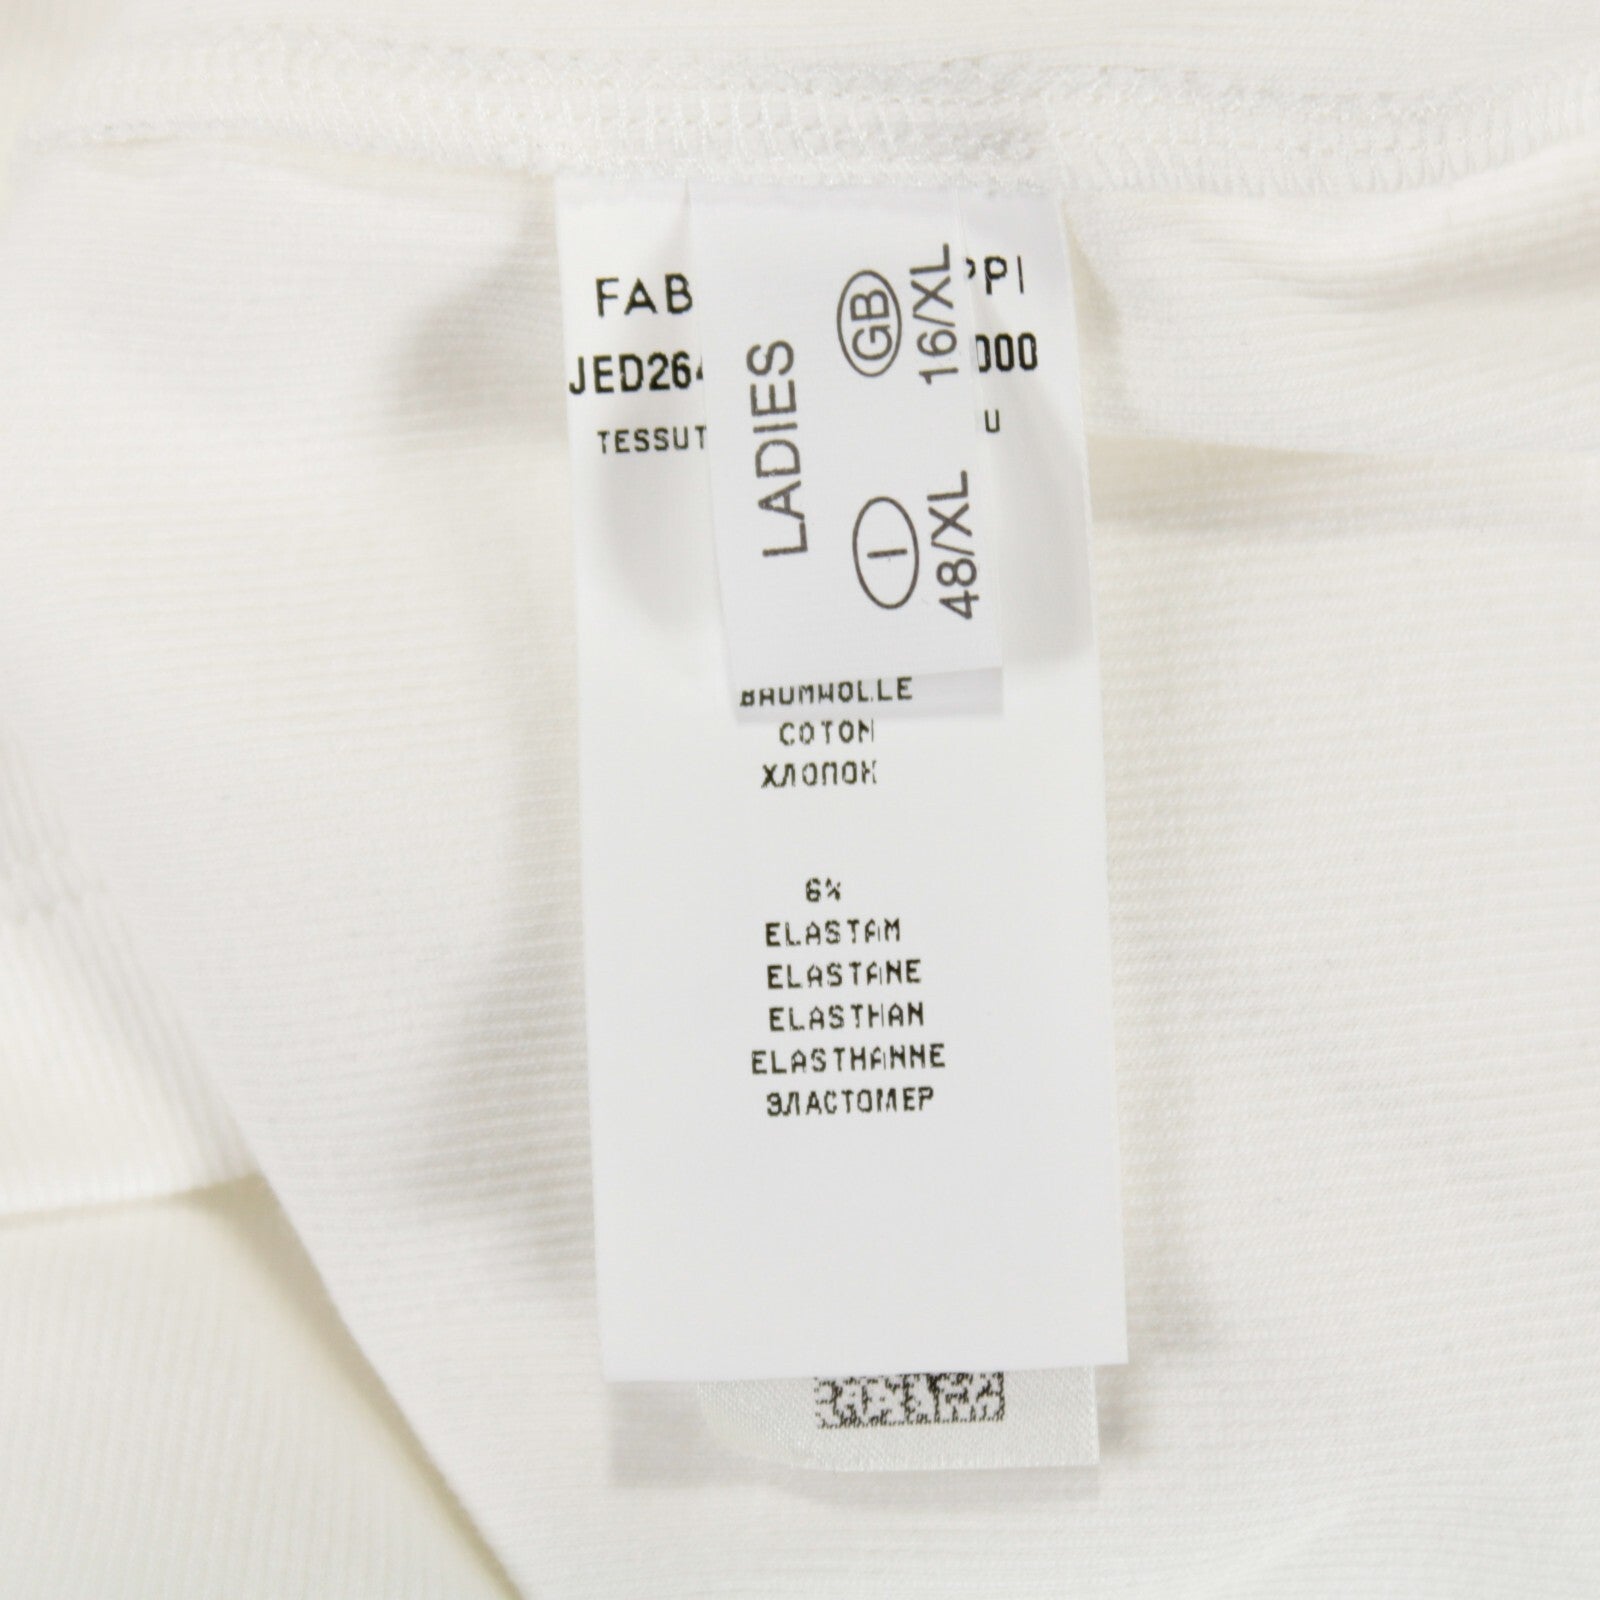 FAB
PPI
JED264
000
TESSUT
U
LADIES
GB
16/XL
I
48/XL
BAUMWOLLE
COTON
ХЛОПОК
6%
ELASTAM
ELASTANE
ELASTHAN
ELASTHANNE
ЭЛАСТОМЕР